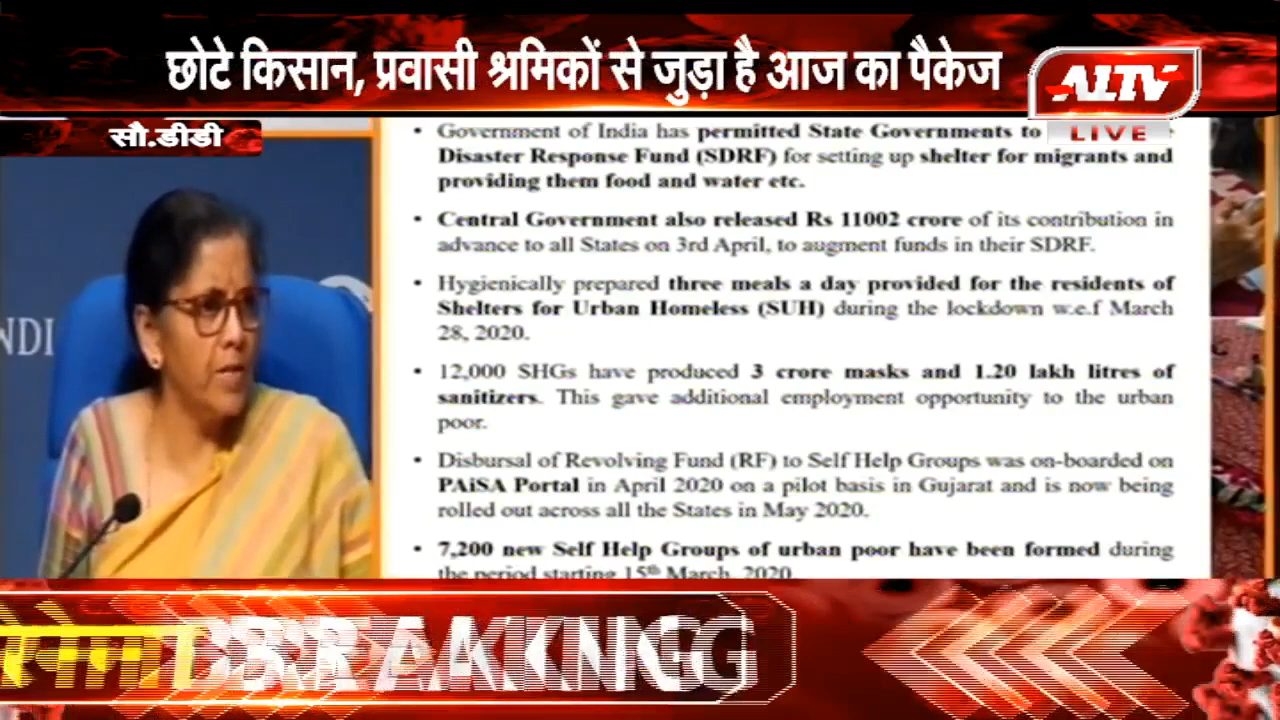 छोटे किसान, प्रवासी श्रमिकों से जुड़ा है आज का पैकेज
ALTV
LIVE
सौ.डीडी
NDI
• Government of India has permitted State Governments to
Disaster Response Fund (SDRF) for setting up shelter for migrants and
providing them food and water etc.
• Central Government also released Rs 11002 crore of its contribution in
advance to all States on 3rd April, to augment funds in their SDRF.
• Hygienically prepared three meals a day provided for the residents of
Shelters for Urban Homeless (SUH) during the lockdown w.e.f March
28, 2020.
• 12,000 SHGs have produced 3 crore masks and 1.20 lakh litres of
sanitizers. This gave additional employment opportunity to the urban
poor.
• Disbursal of Revolving Fund (RF) to Self Help Groups was on-boarded on
PAiSA Portal in April 2020 on a pilot basis in Gujarat and is now being
rolled out across all the States in May 2020.
• 7,200 new Self Help Groups of urban poor have been formed during
the period starting 15th March, 2020.